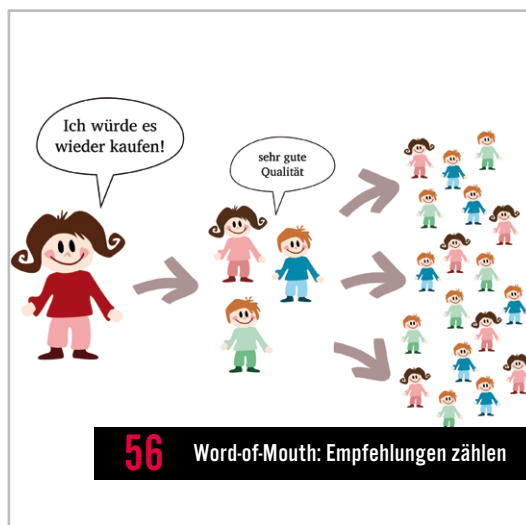 Ich würde es
wieder kaufen!
sehr gute
Qualität
56 Word-of-Mouth: Empfehlungen zählen